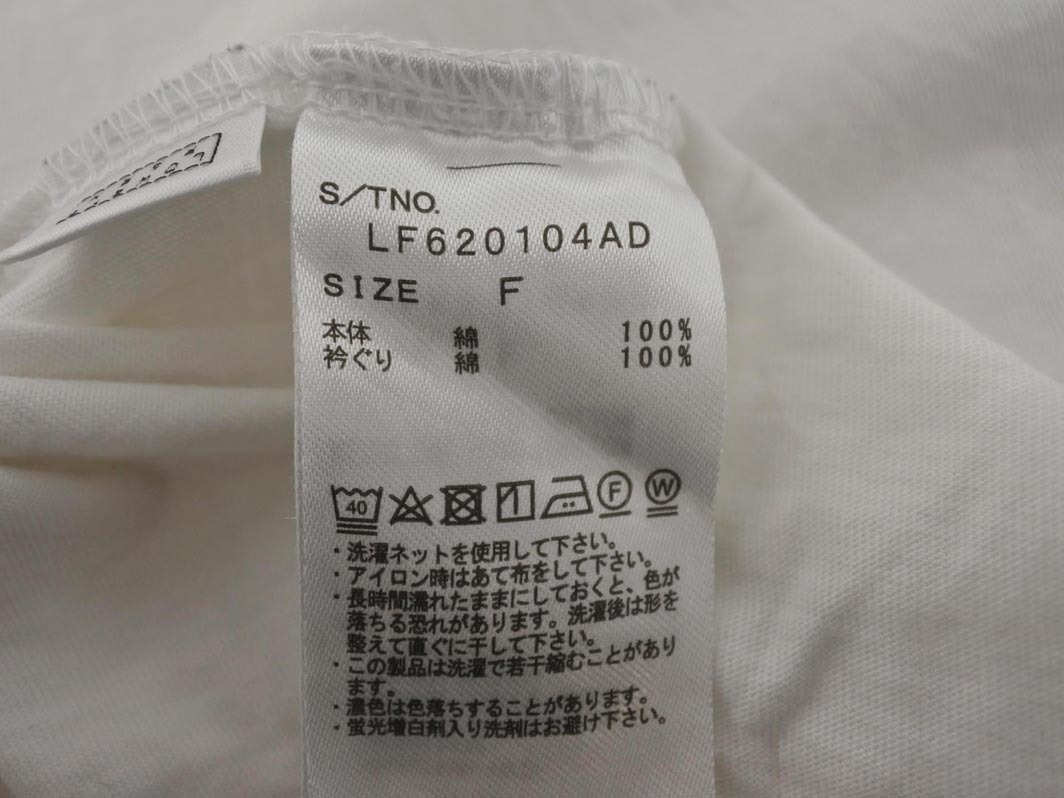 S/TNO.
LF620104AD
SIZE F
本体 綿 100%
衿ぐり 綿 100%
40 F W
・洗濯ネットを使用して下さい。
・アイロン時はあて布をして下さい。
・長時間濡れたままにしておくと、色が
落ちる恐れがあります。洗濯後は形を
整えて直ぐに干して下さい。
・この製品は洗濯で若干縮むことがあり
ます。
・濃色は色落ちすることがあります。
・蛍光増白剤入り洗剤はお避け下さい。